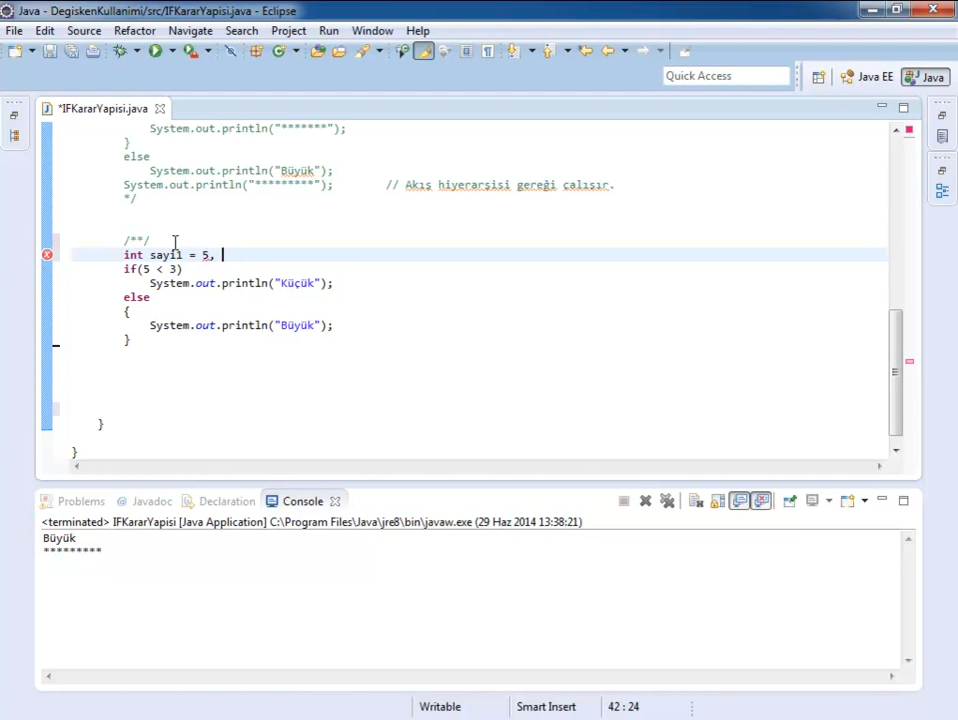 Java - DegiskenKullanimi/src/IFKararYapisi.java - Eclipse
File Edit Source Refactor Navigate Search Project Run Window Help
Quick Access
Java EE
Java
*IFKararYapisi.java
System.out.println("*******");
}
else
System.out.println("Büyük");
System.out.println("*********"); // Akış hiyerarşisi gereği çalışır.
*/
/**/
int sayi1 = 5,
if(5 < 3)
System.out.println("Küçük");
else
{
System.out.println("Büyük");
}
}
}
Problems @ Javadoc Declaration Console
<terminated> IFKararYapisi [Java Application] C:\Program Files\Java\jre8\bin\javaw.exe (29 Haz 2014 13:38:21)
Büyük
*********
Writable Smart Insert 42 : 24